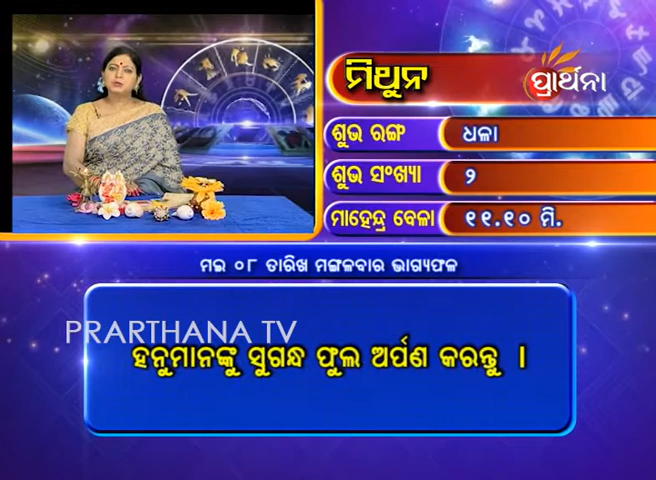 ମିଥୁନ
ପ୍ରାର୍ଥନା
ଶୁଭ ରଙ୍ଗ ଧଳା
ଶୁଭ ସଂଖ୍ୟା ୨
ମାହେନ୍ଦ୍ର ବେଳା ୧୧.୧୦ ମି.
ମଇ ୦୮ ତାରିଖ ମଙ୍ଗଳବାର ଭାଗ୍ୟଫଳ
PRARTHANA TV
ହନୁମାନଙ୍କୁ ସୁଗନ୍ଧ ଫୁଲ ଅର୍ପଣ କରନ୍ତୁ ।